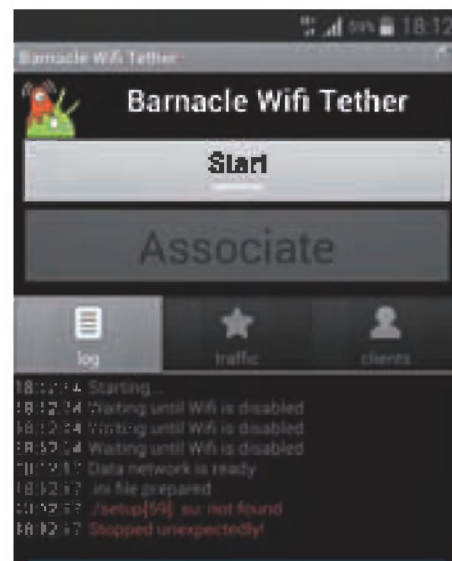 59% 18:12
Barnacle Wifi Tether
Barnacle Wifi Tether
Start
Associate
log traffic clients
Starting...
Waiting until Wifi is disabled
Waiting until Wifi is disabled
Waiting until Wifi is disabled
Data network is ready
.ini file prepared
./setup[59]: su: not found
Stopped unexpectedly!